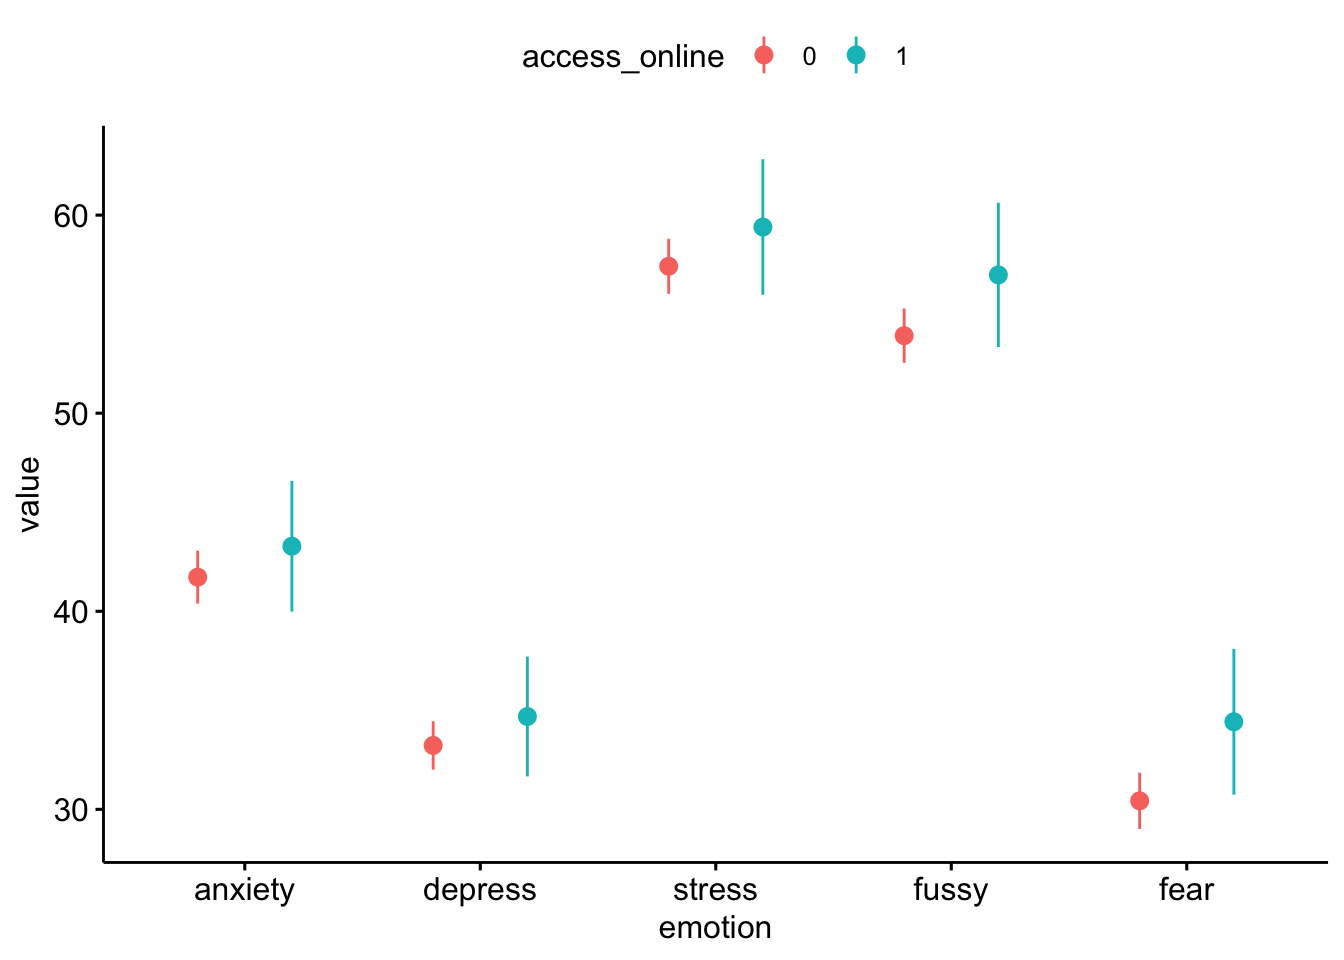 access_online 0 1
60
50
40
30
value
anxiety depress stress fussy fear
emotion